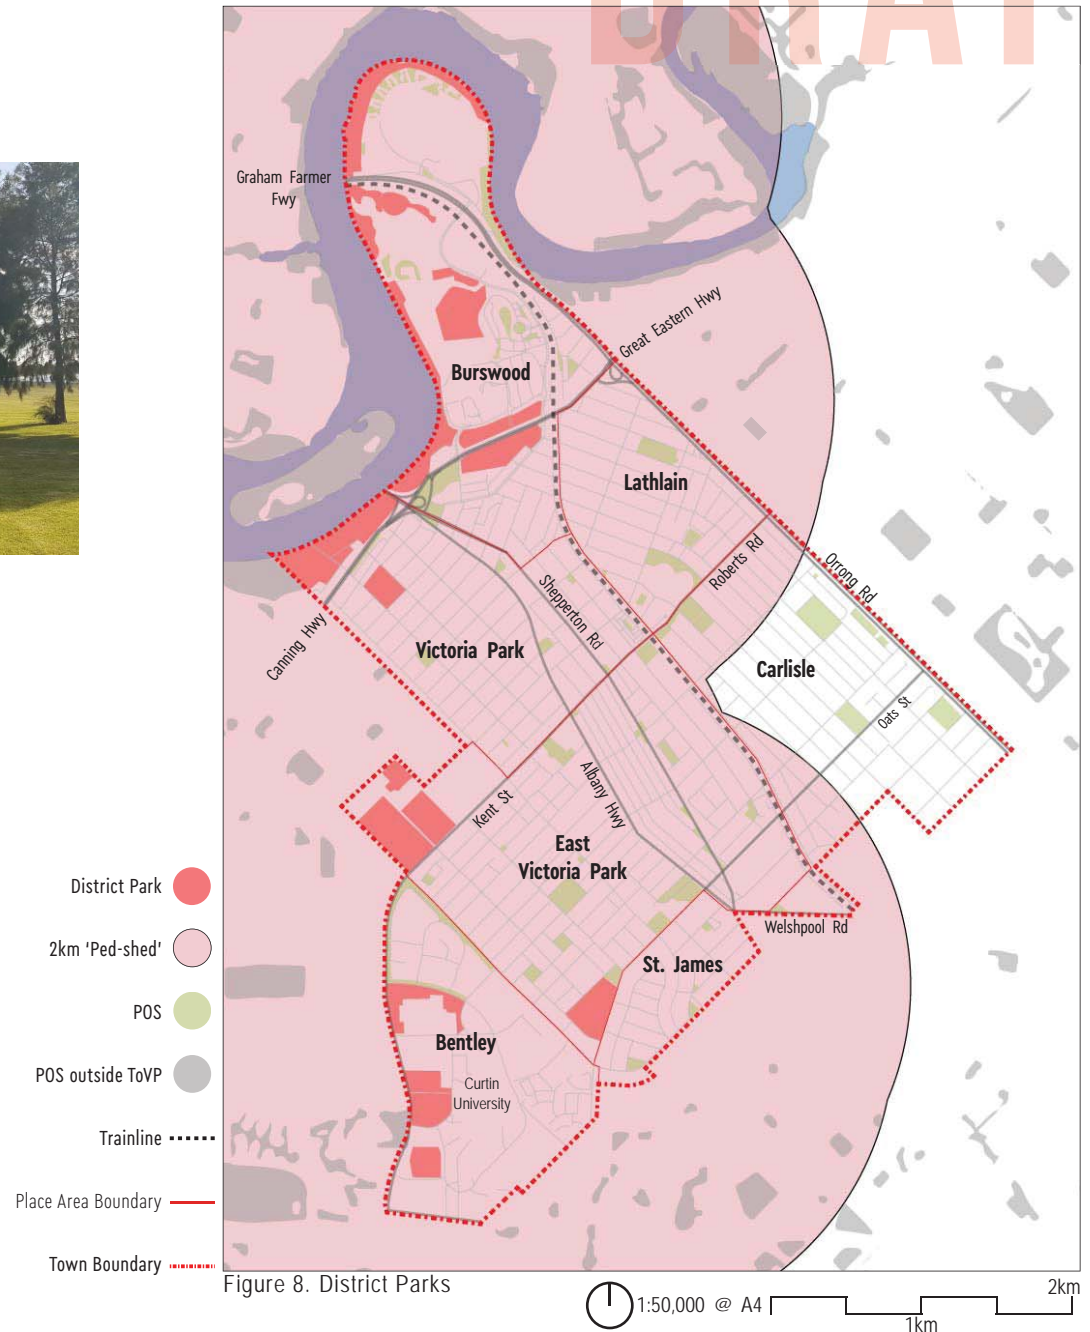 DRAF
Graham Farmer
Fwy
Great Eastern Hwy
Burswood
Lathlain
Roberts Rd
Orrong Rd
Shepperton Rd
Canning Hwy
Victoria Park
Carlisle
Oats St
Kent St
Albany Hwy
East
Victoria Park
Welshpool Rd
St. James
Bentley
Curtin
University
District Park
2km 'Ped-shed'
POS
POS outside ToVP
Trainline
Place Area Boundary
Town Boundary
Figure 8. District Parks
1:50,000 @ A4
1km
2km